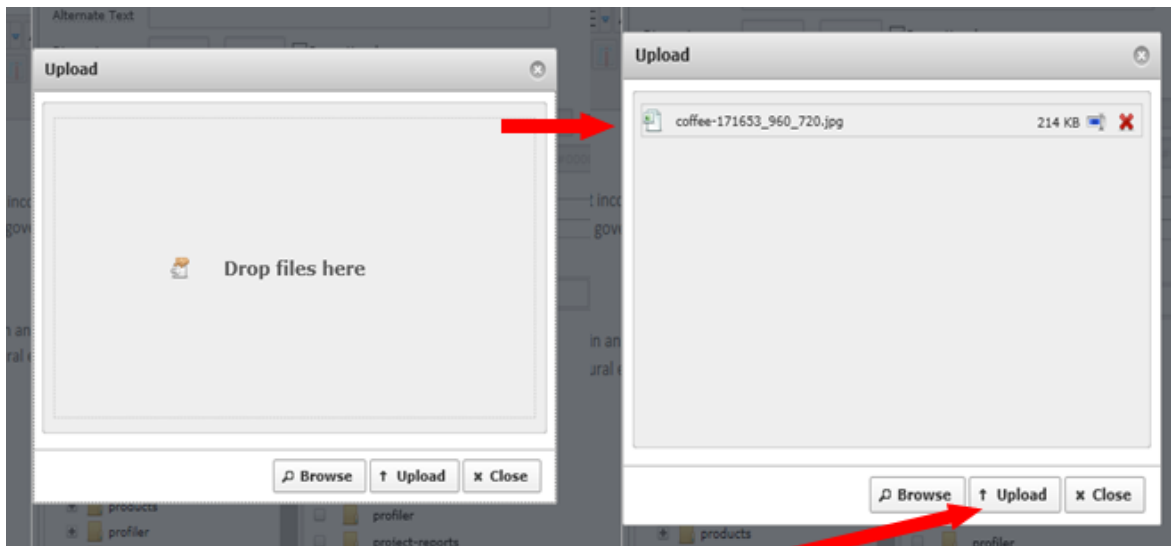 Alternate Text
Upload
Drop files here
Browse
Upload
Close
products
profiler
profiler
project-reports
Upload
coffee-171653_960_720.jpg
214 KB
Browse
Upload
Close
products
profiler